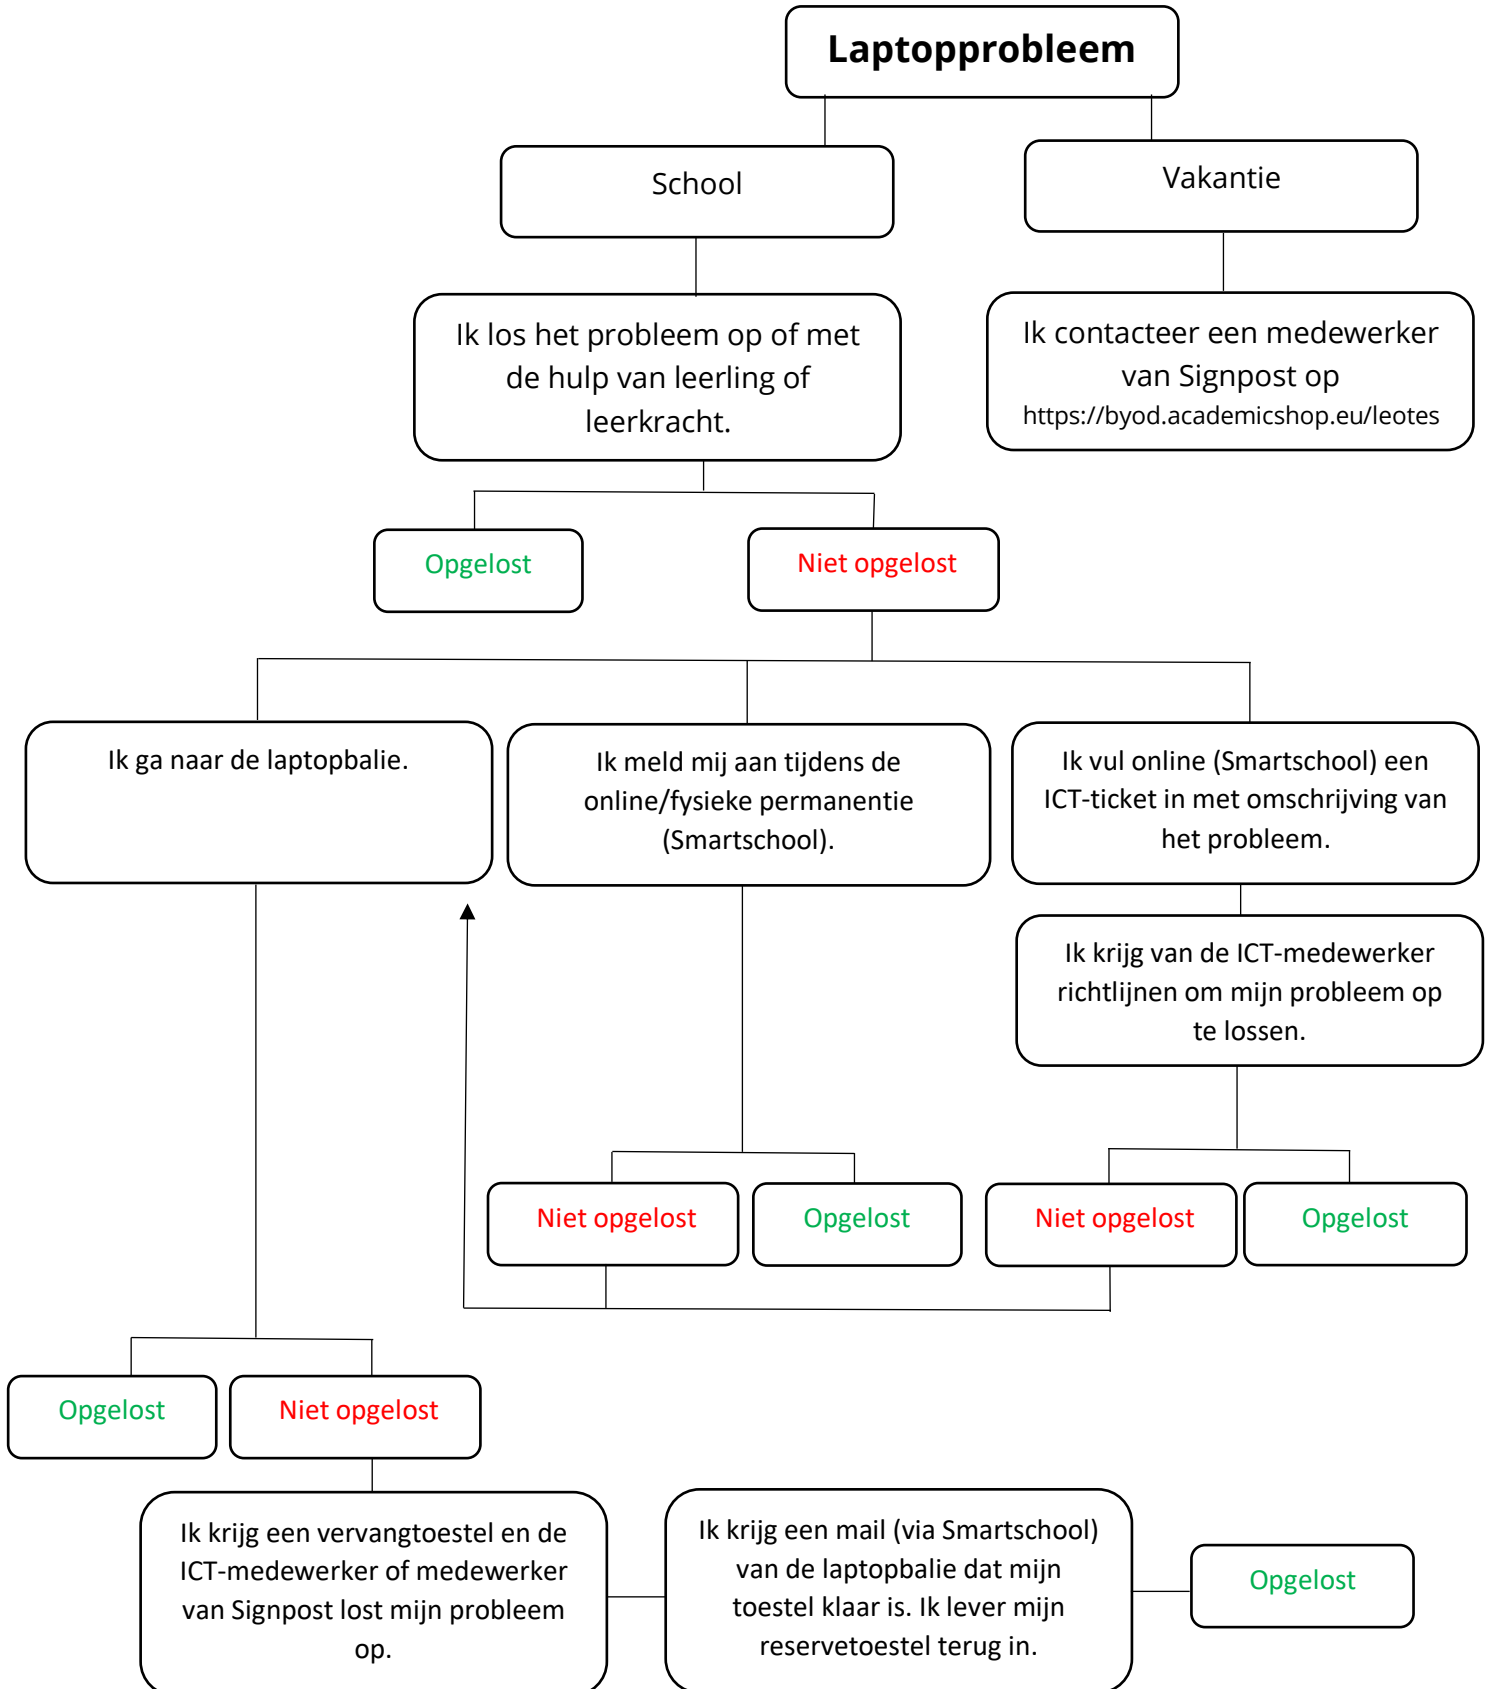 Laptopprobleem
School
Vakantie
Ik los het probleem op of met
de hulp van leerling of
leerkracht.
Ik contacteer een medewerker
van Signpost op
https://byod.academicshop.eu/leotes
Opgelost
Niet opgelost
Ik ga naar de laptopbalie.
Ik meld mij aan tijdens de
online/fysieke permanentie
(Smartschool).
Ik vul online (Smartschool) een
ICT-ticket in met omschrijving van
het probleem.
Ik krijg van de ICT-medewerker
richtlijnen om mijn probleem op
te lossen.
Niet opgelost
Opgelost
Niet opgelost
Opgelost
Opgelost
Niet opgelost
Ik krijg een vervangtoestel en de
ICT-medewerker of medewerker
van Signpost lost mijn probleem
op.
Ik krijg een mail (via Smartschool)
van de laptopbalie dat mijn
toestel klaar is. Ik lever mijn
reservetoestel terug in.
Opgelost